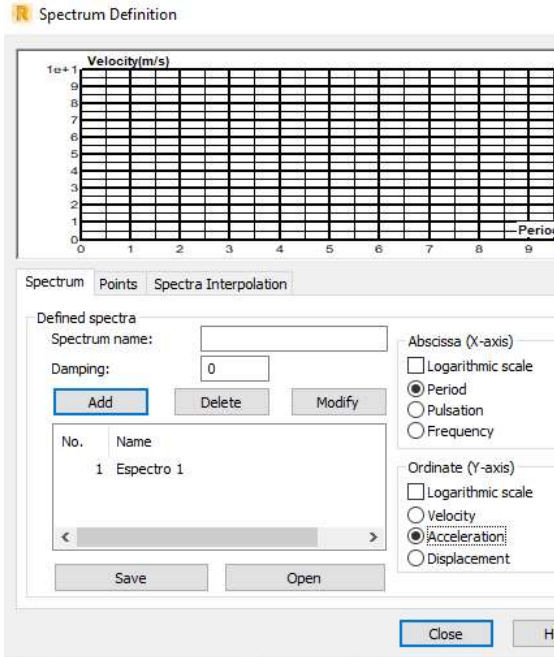 R Spectrum Definition
Velocity(m/s)
1e+1
9
8
7
6
5
4
3
2
1
0
Perio
0 1 2 3 4 5 6 7 8 9
Spectrum Points Spectra Interpolation
Defined spectra
Spectrum name:
Abscissa (X-axis)
Damping: 0
Logarithmic scale
Period
Add Delete Modify
Pulsation
Frequency
No. Name
1 Espectro 1
Ordinate (Y-axis)
Logarithmic scale
Velocity
Acceleration
Displacement
< >
Save Open
Close H